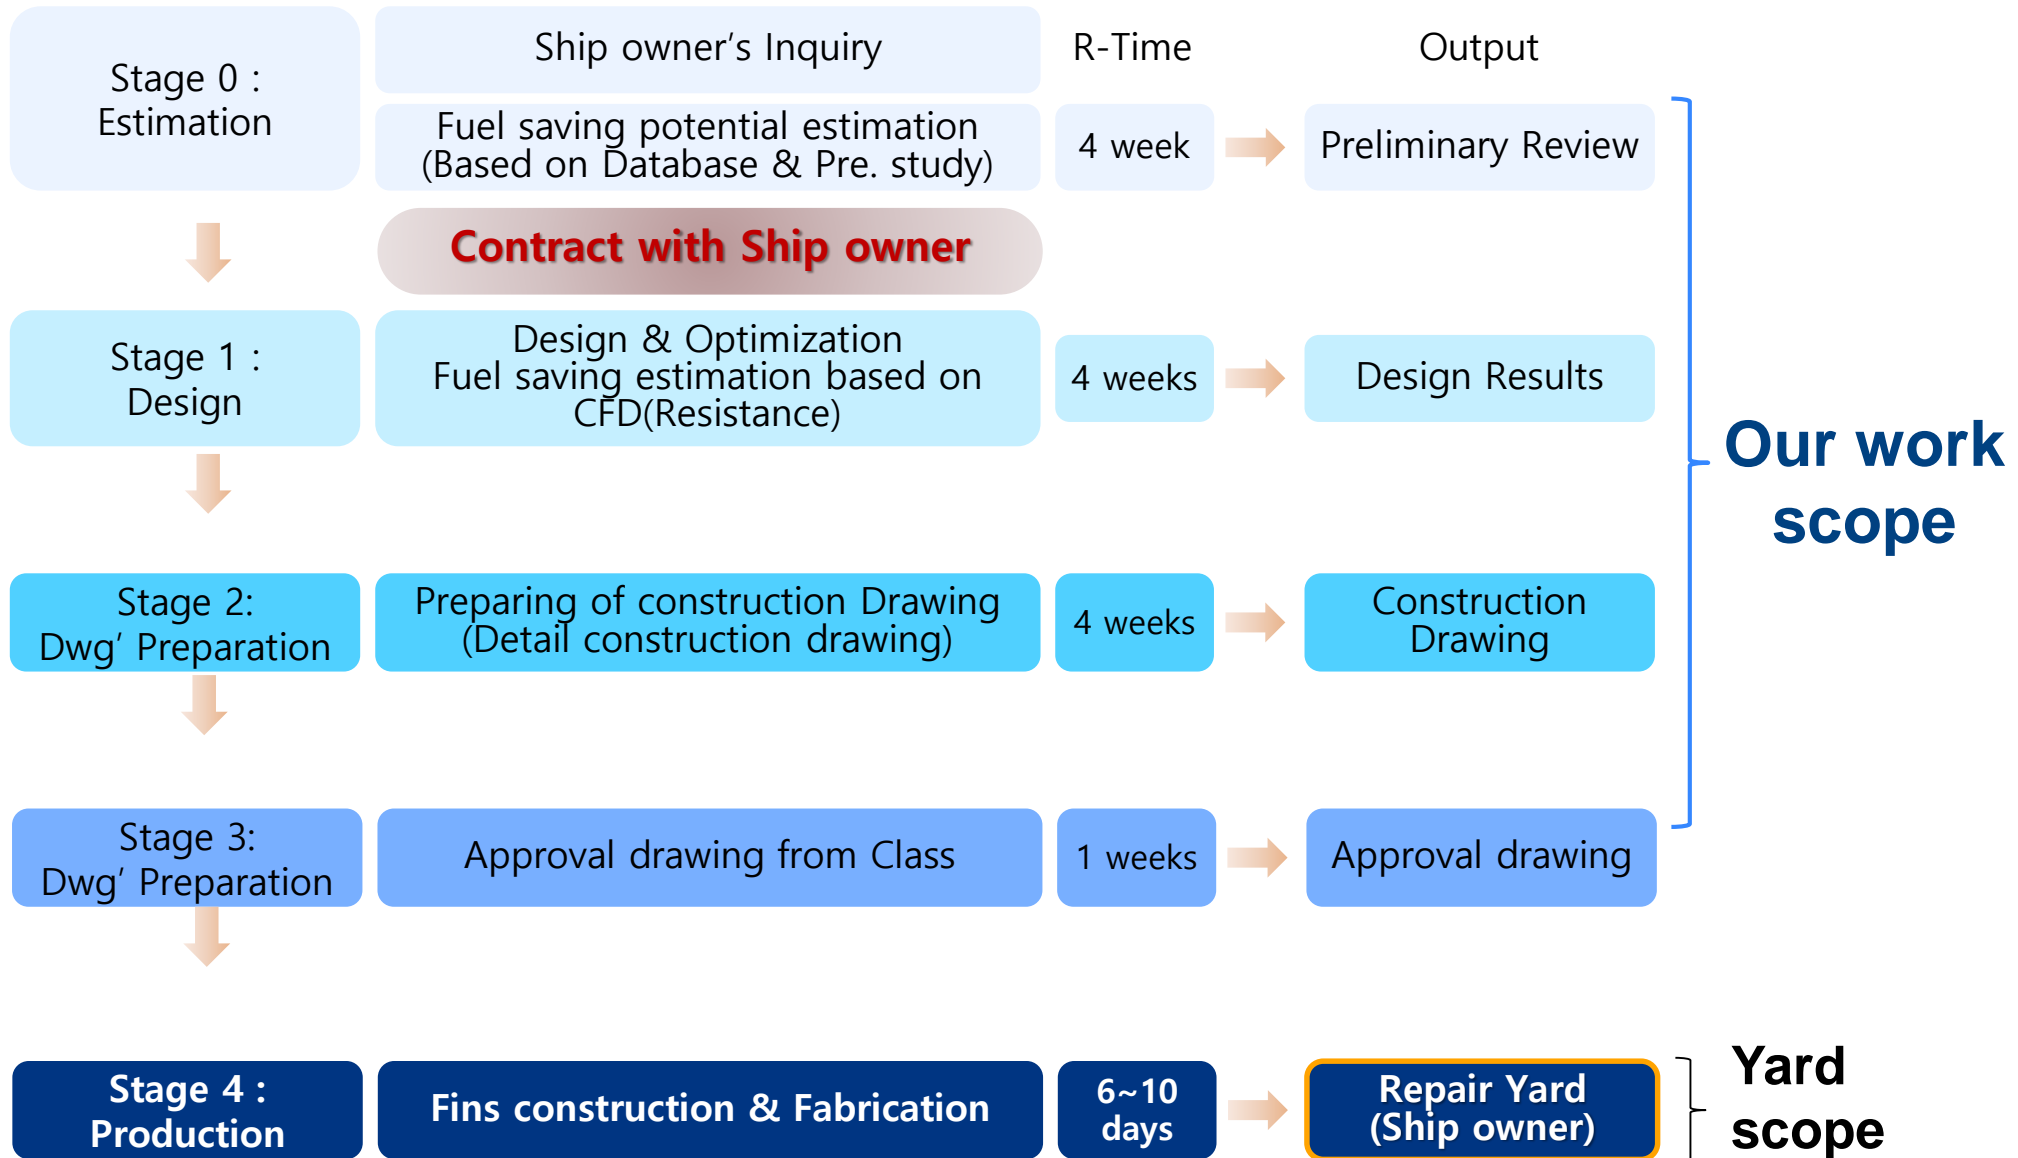 Ship owner's Inquiry
R-Time
Output
Stage 0 :
Estimation
Fuel saving potential estimation
(Based on Database & Pre. study)
4 week
Preliminary Review
Contract with Ship owner
Stage 1 :
Design
Design & Optimization
Fuel saving estimation based on
CFD(Resistance)
4 weeks
Design Results
Our work
scope
Stage 2:
Dwg’ Preparation
Preparing of construction Drawing
(Detail construction drawing)
4 weeks
Construction
Drawing
Stage 3:
Dwg’ Preparation
Approval drawing from Class
1 weeks
Approval drawing
Stage 4 :
Production
Fins construction & Fabrication
6~10
days
Repair Yard
(Ship owner)
Yard
scope